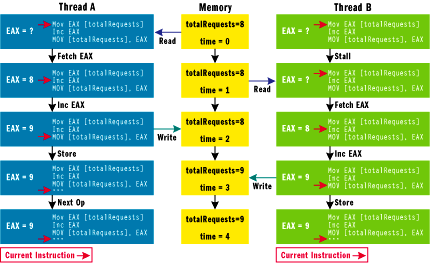 Thread A
Memory
Thread B
EAX = ?
Mov EAX [totalRequests]
Inc EAX
MOV [totalRequests], EAX
Read
totalRequests=8
time = 0
EAX = ?
Mov EAX [totalRequests]
Inc EAX
MOV [totalRequests], EAX
Fetch EAX
Stall
EAX = 8
Mov EAX [totalRequests]
Inc EAX
MOV [totalRequests], EAX
totalRequests=8
time = 1
Read
EAX = ?
Mov EAX [totalRequests]
Inc EAX
MOV [totalRequests], EAX
Inc EAX
Fetch EAX
EAX = 9
Mov EAX [totalRequests]
Inc EAX
MOV [totalRequests], EAX
Write
totalRequests=8
time = 2
EAX = 8
Mov EAX [totalRequests]
Inc EAX
MOV [totalRequests], EAX
Store
Inc EAX
EAX = 9
Mov EAX [totalRequests]
Inc EAX
MOV [totalRequests], EAX
...
totalRequests=9
time = 3
Write
EAX = 9
Mov EAX [totalRequests]
Inc EAX
MOV [totalRequests], EAX
Next Op
Store
EAX = 9
Mov EAX [totalRequests]
Inc EAX
MOV [totalRequests], EAX
...
totalRequests=9
time = 4
EAX = 9
Mov EAX [totalRequests]
Inc EAX
MOV [totalRequests], EAX
...
Current Instruction
Current Instruction